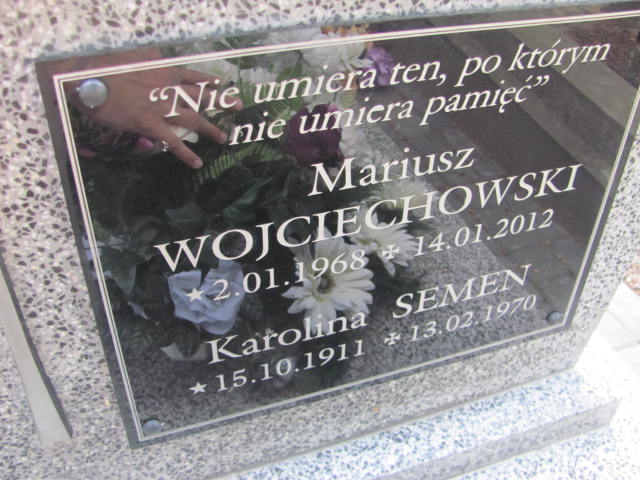 "Nie umiera ten, po którym
nie umiera pamięć"
Mariusz
WOJCIECHOWSKI
★2.01.1968 ✠ 14.01.2012
Karolina SEMEN
★15.10.1911 ✠ 13.02.1970